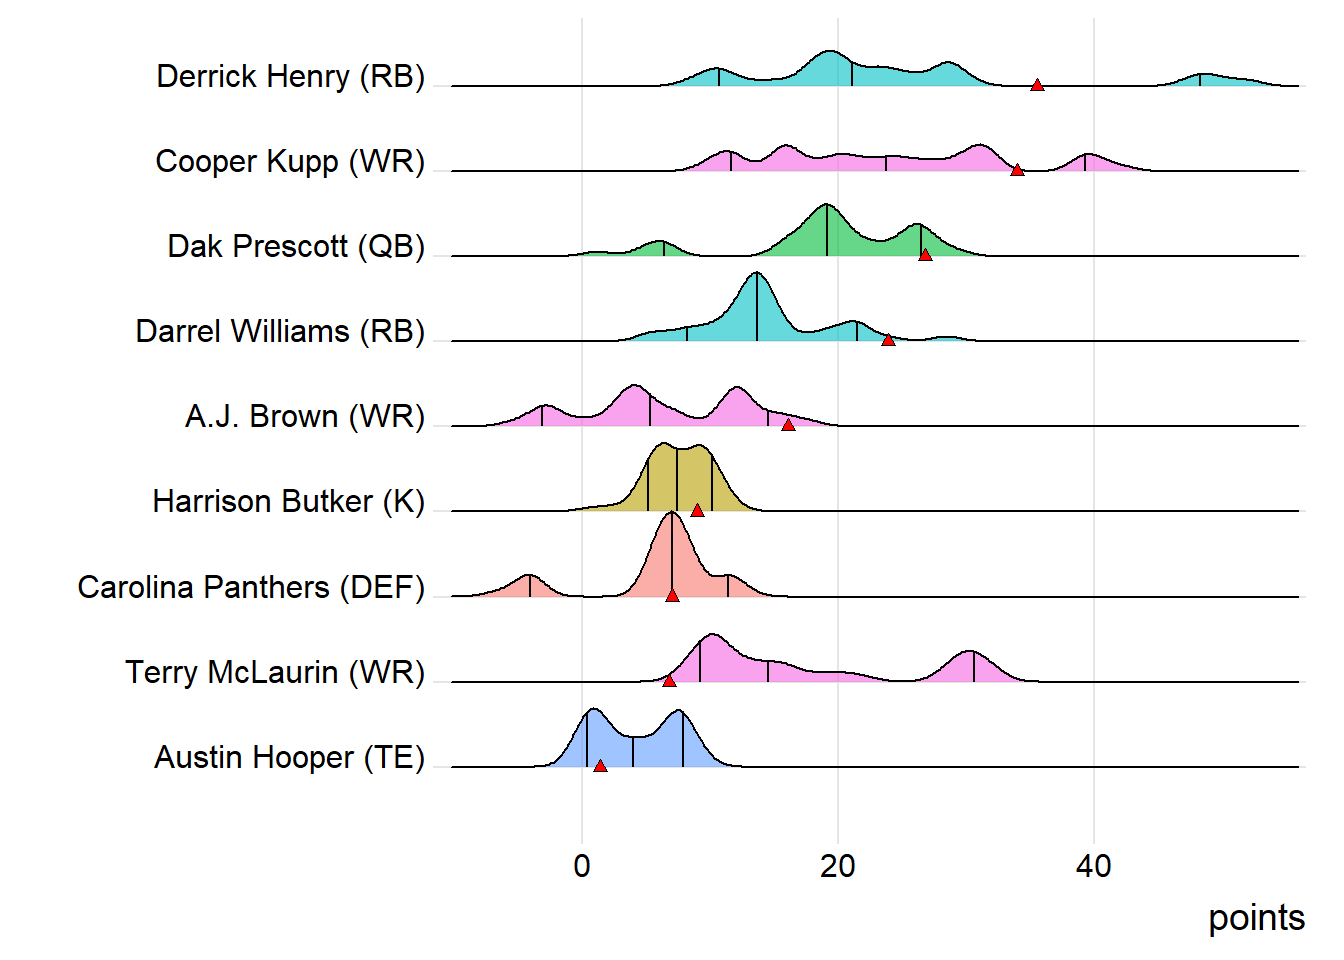 Derrick Henry (RB)
Cooper Kupp (WR)
Dak Prescott (QB)
Darrel Williams (RB)
A.J. Brown (WR)
Harrison Butker (K)
Carolina Panthers (DEF)
Terry McLaurin (WR)
Austin Hooper (TE)
0 20 40
points